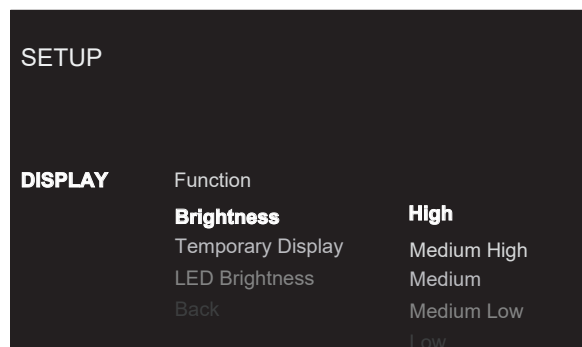 SETUP
DISPLAY
Function
Brightness
Temporary Display
LED Brightness
Back
High
Medium High
Medium
Medium Low
Low